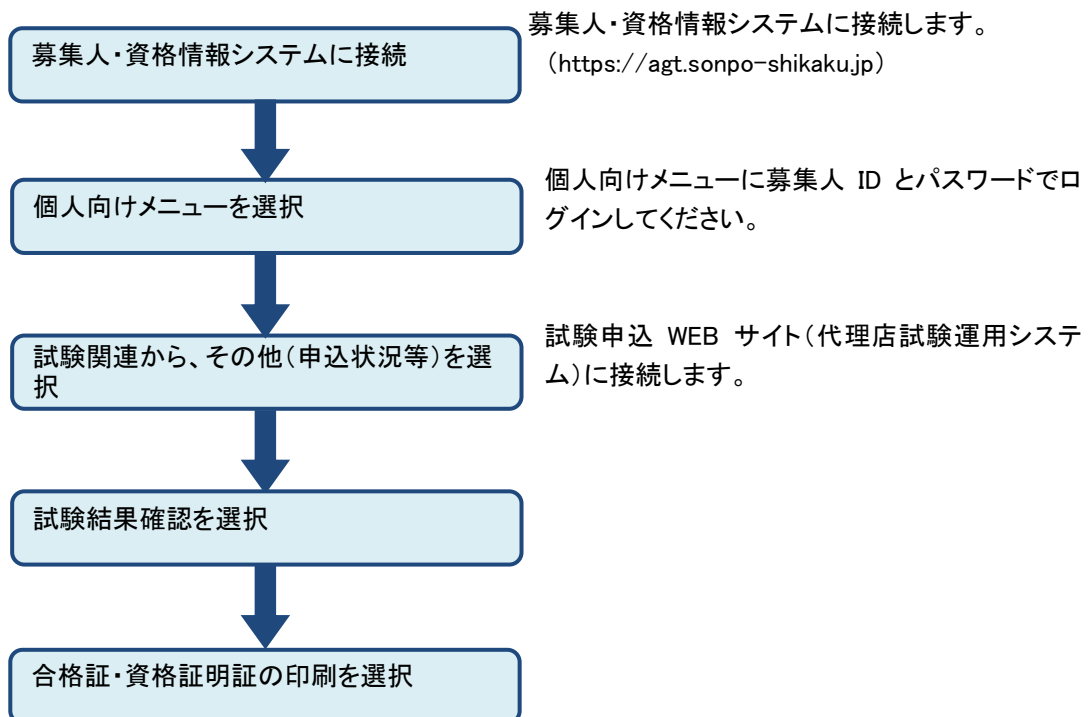 募集人・資格情報システムに接続
募集人・資格情報システムに接続します。
（https://agt.sonpo-shikaku.jp）
個人向けメニューを選択
個人向けメニューに募集人 ID とパスワードでロ
グインしてください。
試験関連から、その他（申込状況等）を選
択
試験申込 WEB サイト（代理店試験運用システ
ム）に接続します。
試験結果確認を選択
合格証・資格証明証の印刷を選択